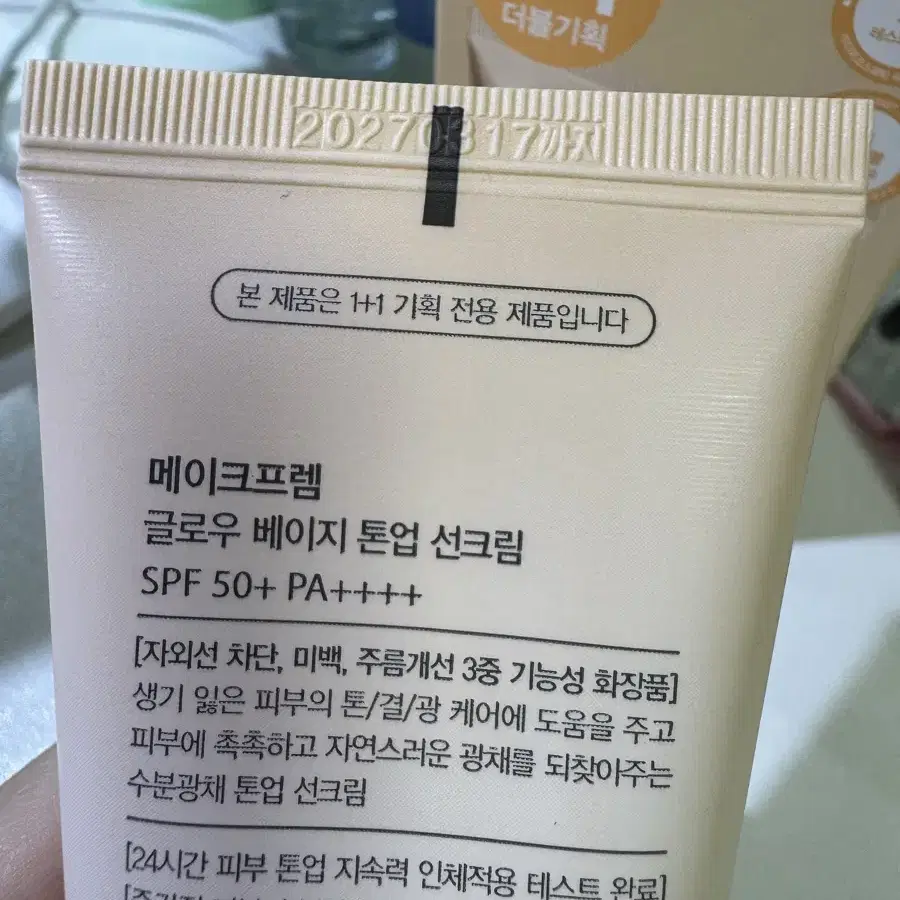 더블기획
20270317까지
본 제품은 1+1 기획 전용 제품입니다
메이크프렘
글로우 베이지 톤업 선크림
SPF 50+ PA++++
[자외선 차단, 미백, 주름개선 3중 기능성 화장품]
생기 잃은 피부의 톤/결/광 케어에 도움을 주고
피부에 촉촉하고 자연스러운 광채를 되찾아주는
수분광채 톤업 선크림
[24시간 피부 톤업 지속력 인체적용 테스트 완료]